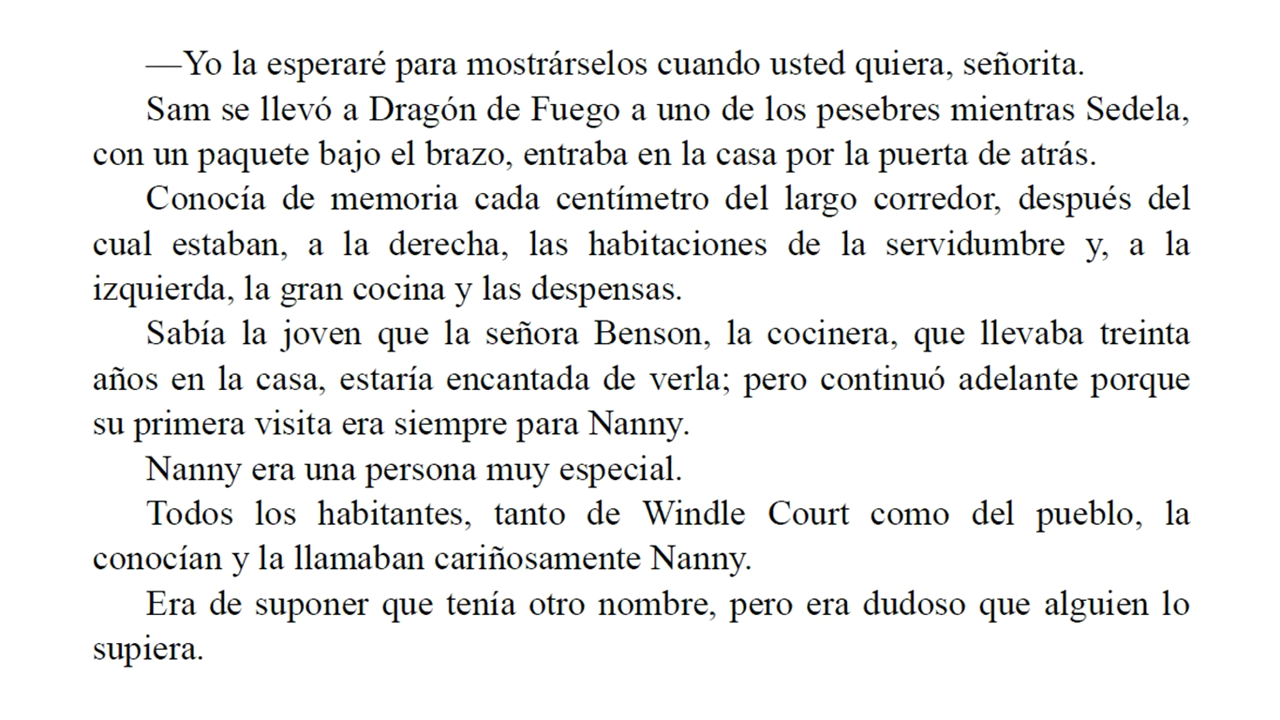 —Yo la esperaré para mostrárselos cuando usted quiera, señorita.
Sam se llevó a Dragón de Fuego a uno de los pesebres mientras Sedela,
con un paquete bajo el brazo, entraba en la casa por la puerta de atrás.
Conocía de memoria cada centímetro del largo corredor, después del
cual estaban, a la derecha, las habitaciones de la servidumbre y, a la
izquierda, la gran cocina y las despensas.
Sabía la joven que la señora Benson, la cocinera, que llevaba treinta
años en la casa, estaría encantada de verla; pero continuó adelante porque
su primera visita era siempre para Nanny.
Nanny era una persona muy especial.
Todos los habitantes, tanto de Windle Court como del pueblo, la
conocían y la llamaban cariñosamente Nanny.
Era de suponer que tenía otro nombre, pero era dudoso que alguien lo
supiera.